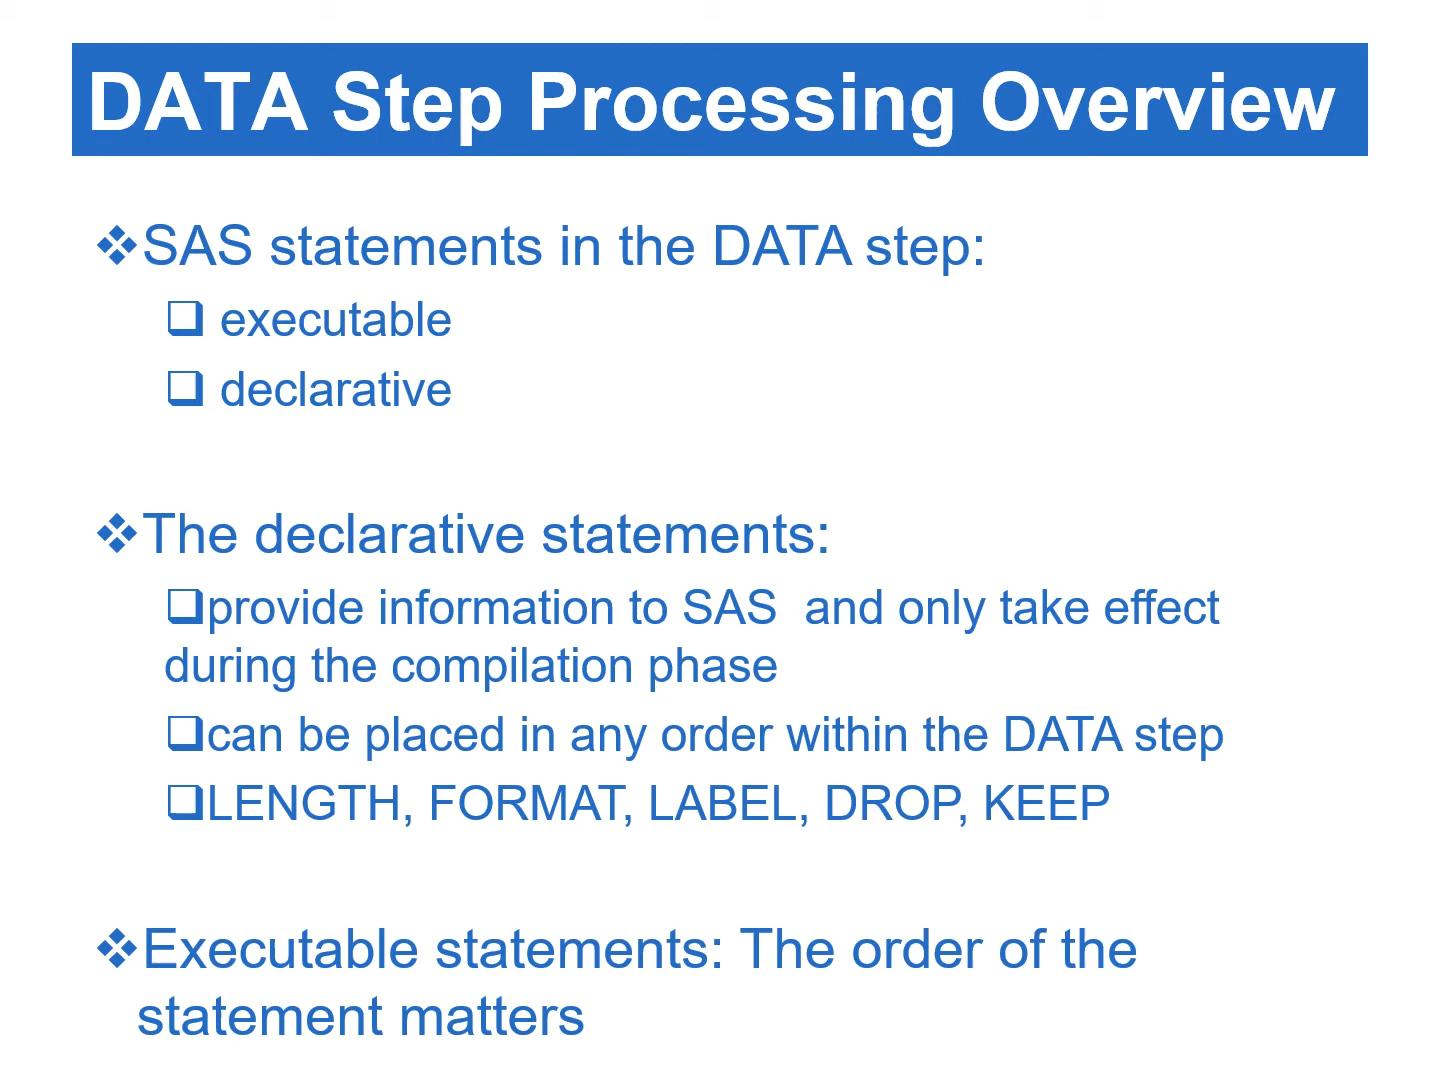 DATA Step Processing Overview
❖SAS statements in the DATA step:
❑ executable
❑ declarative
❖The declarative statements:
❑provide information to SAS  and only take effect
during the compilation phase
❑can be placed in any order within the DATA step
❑LENGTH, FORMAT, LABEL, DROP, KEEP
❖Executable statements: The order of the
statement matters